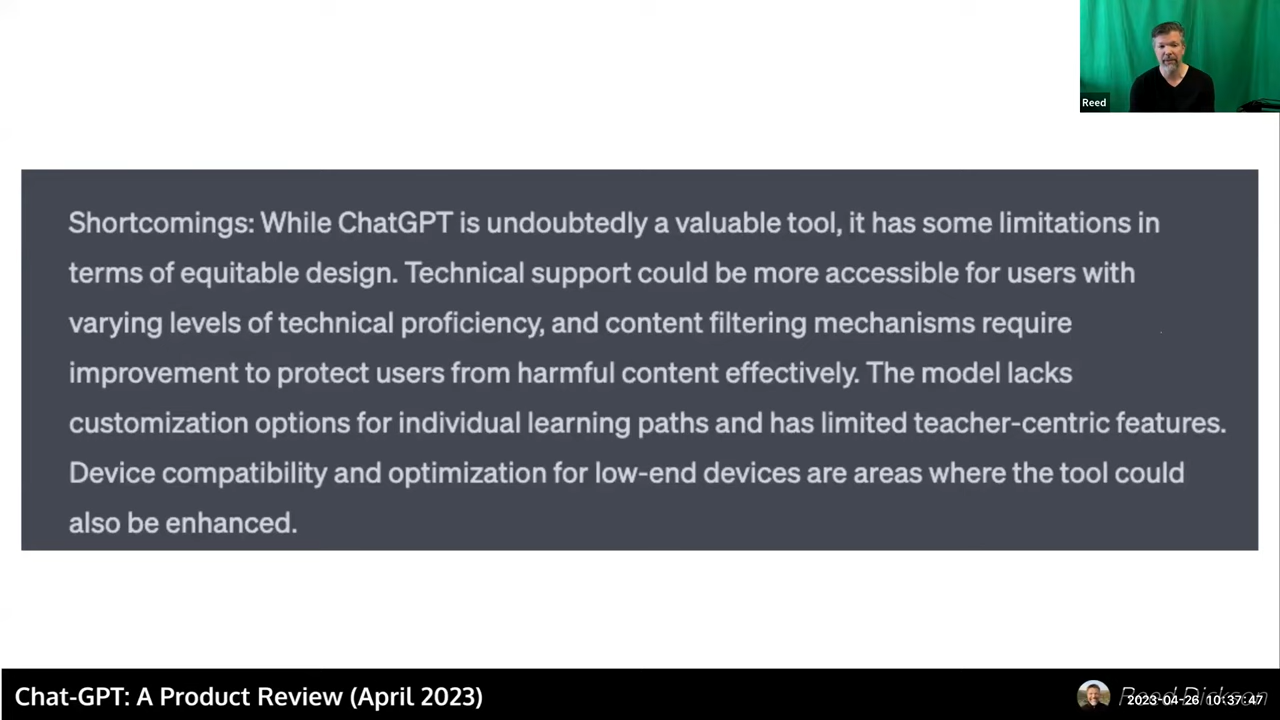 Reed
Shortcomings: While ChatGPT is undoubtedly a valuable tool, it has some limitations in
terms of equitable design. Technical support could be more accessible for users with
varying levels of technical proficiency, and content filtering mechanisms require
improvement to protect users from harmful content effectively. The model lacks
customization options for individual learning paths and has limited teacher-centric features.
Device compatibility and optimization for low-end devices are areas where the tool could
also be enhanced.
Chat-GPT: A Product Review (April 2023)
Reed Dickson
2023-04-26 10:37:47